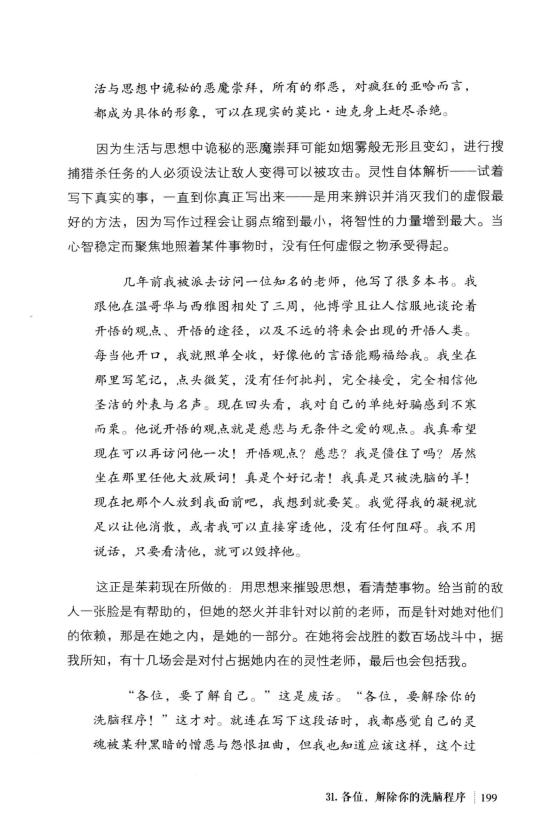 活与思想中诡秘的恶魔崇拜，所有的邪恶，对疯狂的亚哈而言，
都成为具体的形象，可以在现实的莫比·迪克身上赶尽杀绝。
因为生活与思想中诡秘的恶魔崇拜可能如烟雾般无形且变幻，进行搜
捕猎杀任务的人必须设法让敌人变得可以被攻击。灵性自体解析——试着
写下真实的事，一直到你真正写出来——是用来辨识并消灭我们的虚假最
好的方法，因为写作过程会让弱点缩到最小，将智性的力量增到最大。当
心智稳定而聚焦地照着某件事物时，没有任何虚假之物承受得起。
几年前我被派去访问一位知名的老师，他写了很多本书。我
跟他在温哥华与西雅图相处了三周，他博学且让人信服地谈论着
开悟的观点、开悟的途径，以及不远的将来会出现的开悟人类。
每当他开口，我就照单全收，好像他的言语能赐福给我。我坐在
那里写笔记，点头微笑，没有任何批判，完全接受，完全相信他
圣洁的外表与名声。现在回头看，我对自己的单纯好骗感到不寒
而栗。他说开悟的观点就是慈悲与无条件之爱的观点。我真希望
现在可以再访问他一次！开悟观点？慈悲？我是僵住了吗？居然
坐在那里任他大放厥词！真是个好记者！我真是只被洗脑的羊！
现在把那个人放到我面前吧，我想到就要笑。我觉得我的凝视就
足以让他消散，或者我可以直接穿透他，没有任何阻碍。我不用
说话，只要看清他，就可以毁掉他。
这正是茱莉现在所做的：用思想来摧毁思想，看清楚事物。给当前的敌
人一张脸是有帮助的，但她的怒火并非针对以前的老师，而是针对她对他们
的依赖，那是在她之内，是她的一部分。在她将会战胜的数百场战斗中，据
我所知，有十几场会是对付占据她内在的灵性老师，最后也会包括我。
“各位，要了解自己。”这是废话。“各位，要解除你的
洗脑程序！”这才对。就连在写下这段话时，我都感觉自己的灵
魂被某种黑暗的憎恶与怨恨扭曲，但我也知道应该这样，这个过
31. 各位，解除你的洗脑程序 | 199